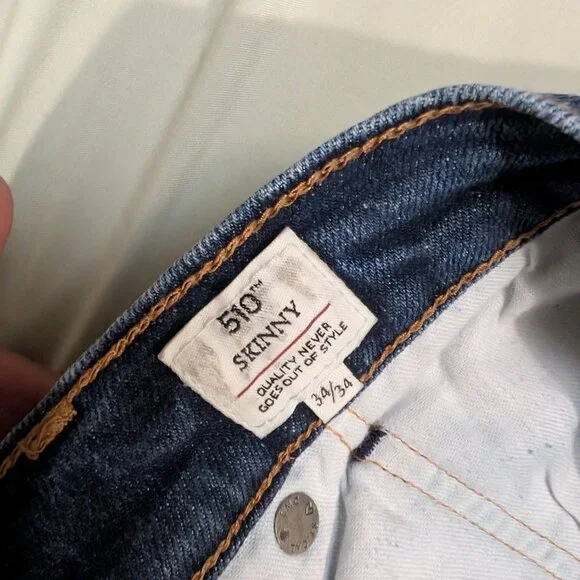 510™
SKINNY
QUALITY NEVER
GOES OUT OF STYLE
34/34